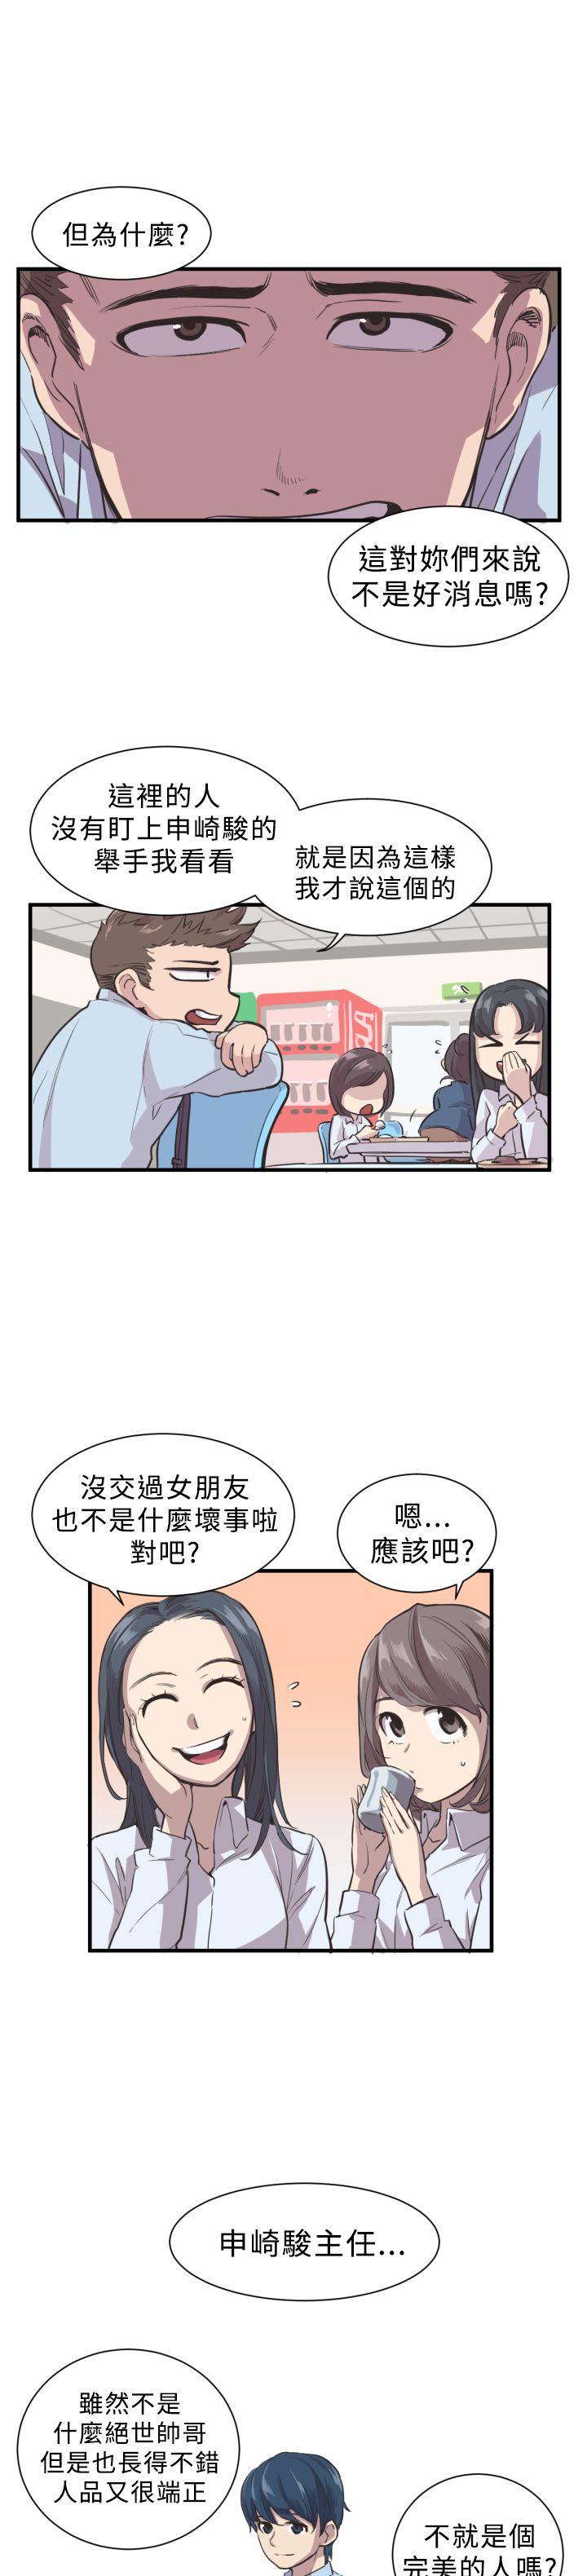 但為什麼?
這對妳們來說
不是好消息嗎?
這裡的人
沒有盯上申崎駿的
舉手我看看
就是因為這樣
我才說這個的
沒交過女朋友
也不是什麼壞事啦
對吧?
嗯...
應該吧?
申崎駿主任...
雖然不是
什麼絕世帥哥
但是也長得不錯
人品又很端正
不就是個
完美的人嗎?